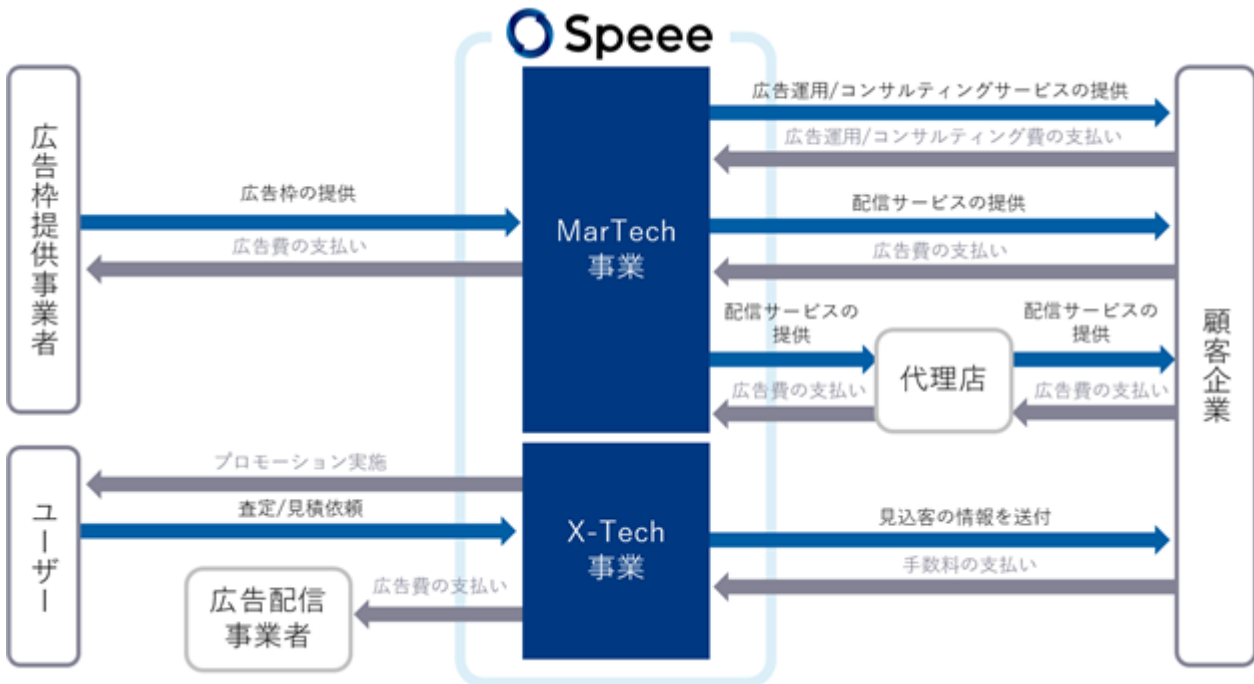 Speee
広告枠提供事業者
広告枠の提供
広告費の支払い
MarTech
事業
広告運用/コンサルティングサービスの提供
広告運用/コンサルティング費の支払い
配信サービスの提供
広告費の支払い
配信サービスの
提供
広告費の支払い
代理店
配信サービスの
提供
広告費の支払い
顧客企業
ユーザー
プロモーション実施
査定/見積依頼
広告費の支払い
広告配信
事業者
X-Tech
事業
見込客の情報を送付
手数料の支払い